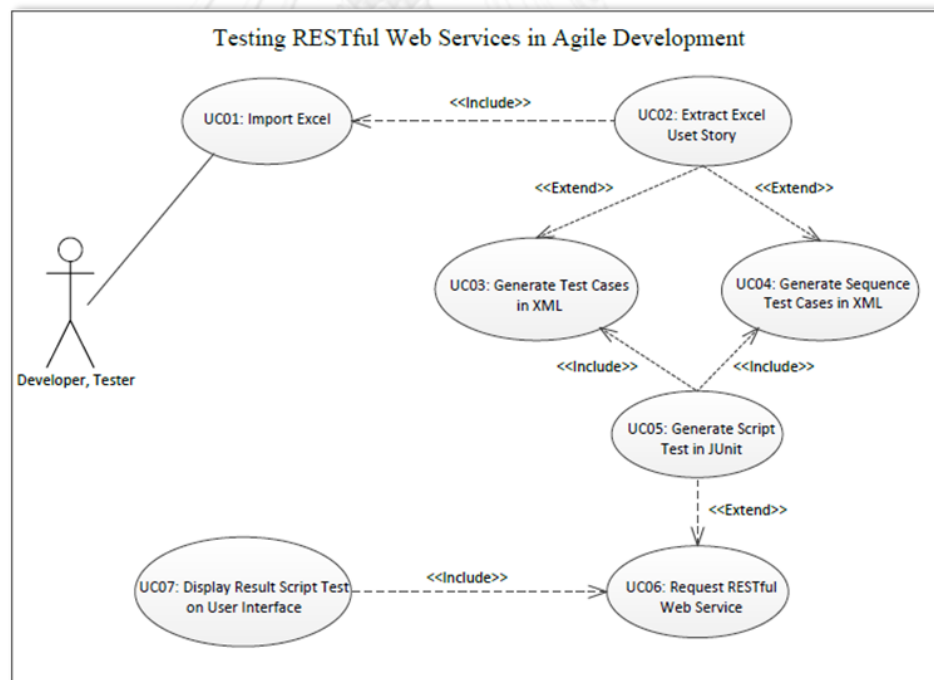 Testing RESTful Web Services in Agile Development
UC01: Import Excel
<<Include>>
UC02: Extract Excel
Uset Story
<<Extend>>
<<Extend>>
UC03: Generate Test Cases
in XML
UC04: Generate Sequence
Test Cases in XML
Developer, Tester
<<Include>>
<<Include>>
UC05: Generate Script
Test in JUnit
<<Extend>>
UC07: Display Result Script Test
on User Interface
<<Include>>
UC06: Request RESTful
Web Service